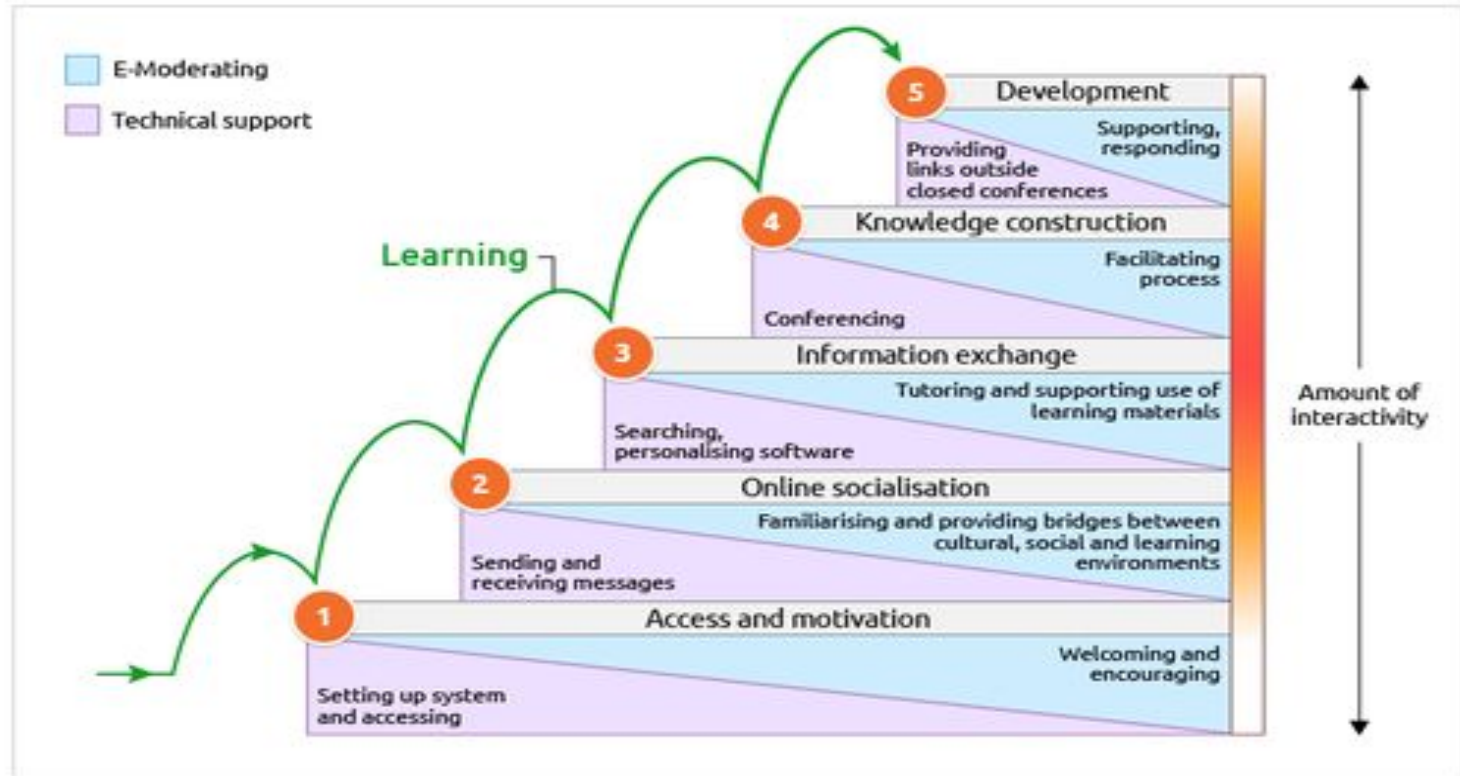 E-Moderating
Technical support
Learning
5
Development
Supporting,
responding
Providing
links outside
closed conferences
4
Knowledge construction
Facilitating
process
Conferencing
3
Information exchange
Tutoring and supporting use of
learning materials
Searching,
personalising software
2
Online socialisation
Familiarising and providing bridges between
cultural, social and learning
environments
Sending and
receiving messages
1
Access and motivation
Welcoming and
encouraging
Setting up system
and accessing
Amount of
interactivity